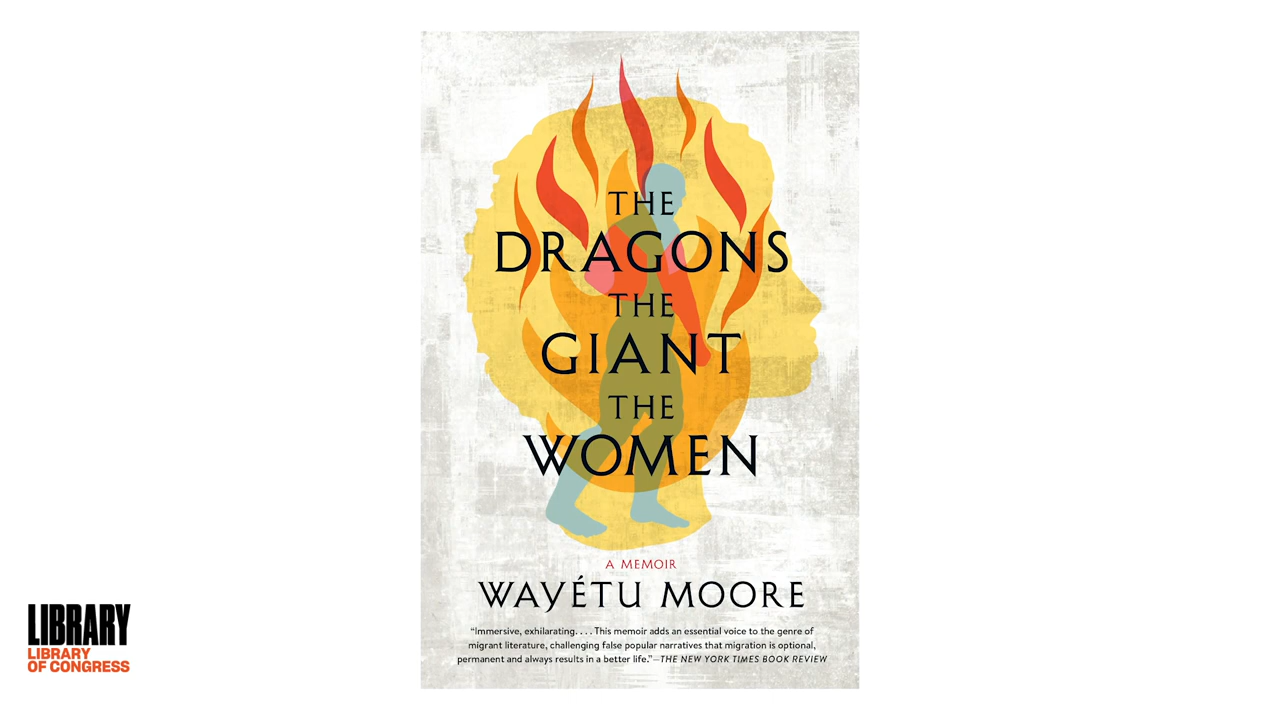 THE
DRAGONS
THE
GIANT
THE
WOMEN
A MEMOIR
WAYÉTU MOORE
“Immersive, exhilarating. . . . This memoir adds an essential voice to the genre of
migrant literature, challenging false popular narratives that migration is optional,
permanent and always results in a better life.”—THE NEW YORK TIMES BOOK REVIEW
LIBRARY
LIBRARY
OF CONGRESS